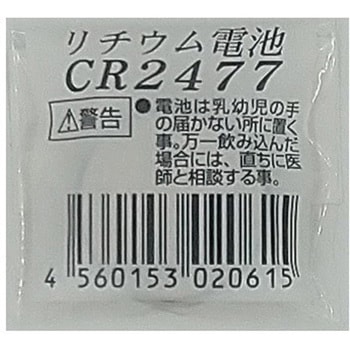 リチウム電池
CR2477
⚠警告
●電池は乳幼児の手
の届かない所に置く
事。万一飲み込んだ
場合には、直ちに医
師と相談する事。
4 560153 020615